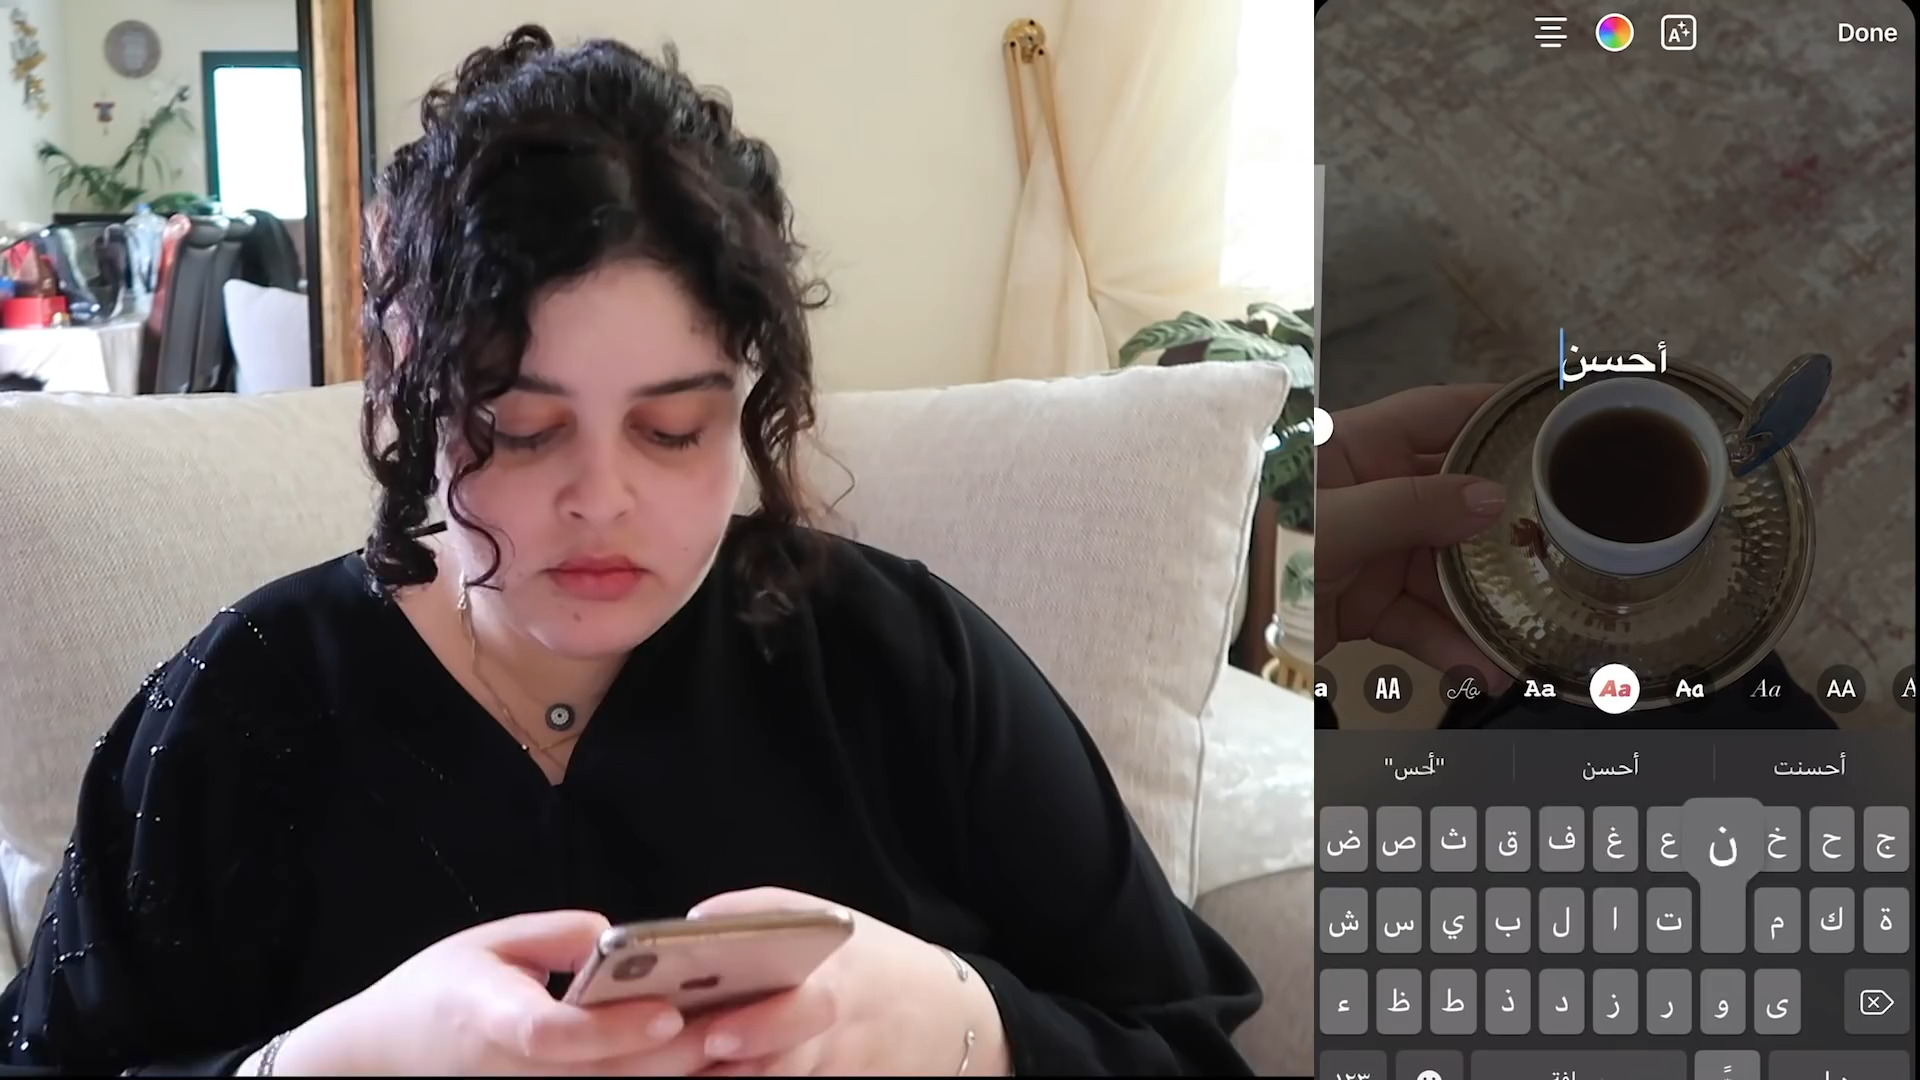 Done
أحسن
a AA Aa Aa Aa Aa Aa AA A
"أحس" أحسن أحسنت
ض ص ث ق ف غ ع ن خ ح ج
ش س ي ب ل ا ت م ك ة
ء ظ ط ذ د ز ر و ى